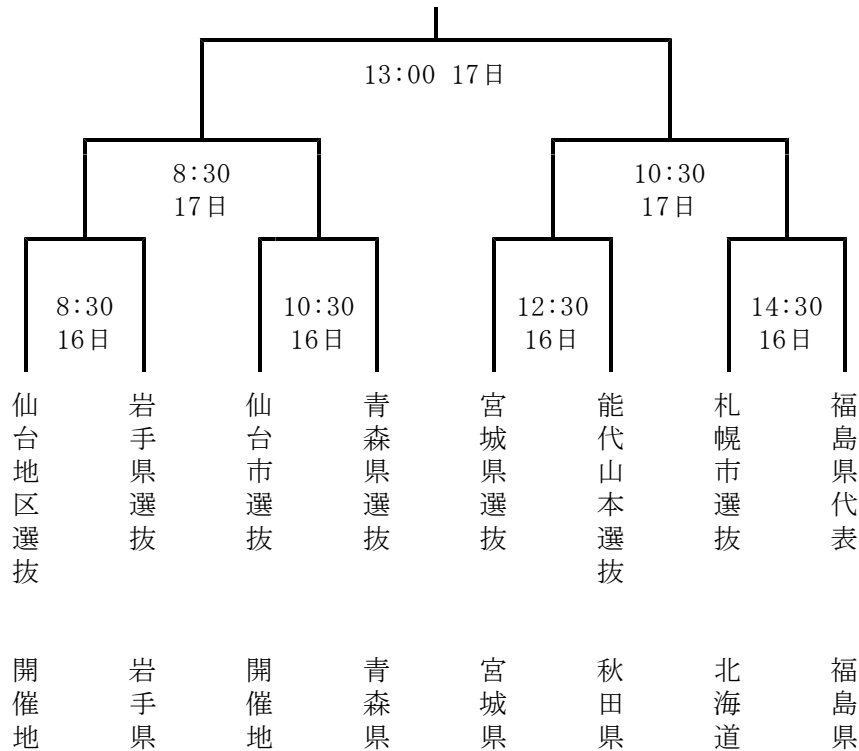 13:00 17日
8:30
17日
10:30
17日
8:30
16日
10:30
16日
12:30
16日
14:30
16日
仙台地区選抜
岩手県選抜
仙台市選抜
青森県選抜
宮城県選抜
能代山本選抜
札幌市選抜
福島県代表
開催地
岩手県
開催地
青森県
宮城県
秋田県
北海道
福島県